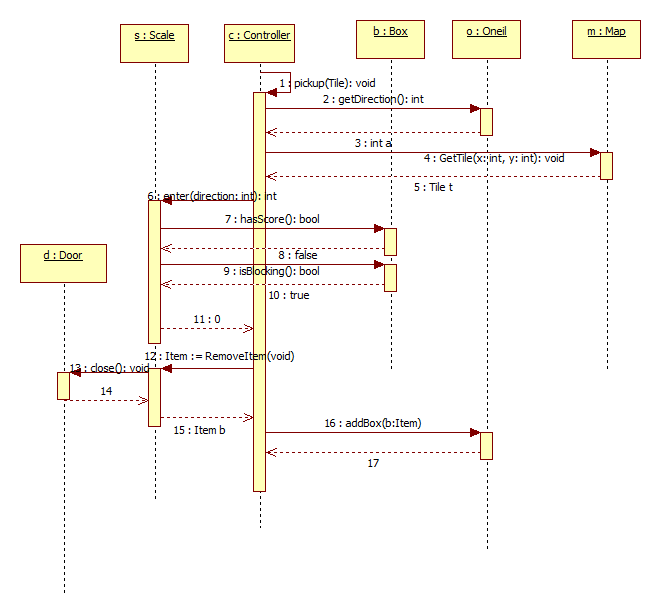 s : Scale
c : Controller
b : Box
o : Oneil
m : Map
1 : pickup(Tile): void
2 : getDirection(): int
3 : int a
4 : GetTile(x: int, y: int): void
5 : Tile t
6 : enter(direction: int): int
7 : hasScore(): bool
8 : false
d : Door
9 : isBlocking(): bool
10 : true
11 : 0
12 : Item := RemoveItem(void)
13 : close(): void
14
15 : Item b
16 : addBox(b:Item)
17